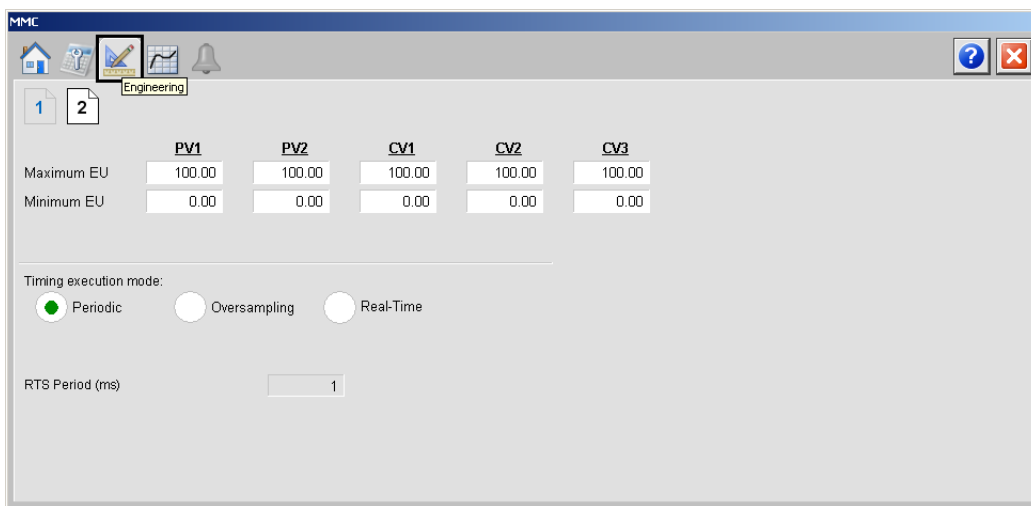 MMC
Engineering
1 2
PV1 PV2 CV1 CV2 CV3
Maximum EU 100.00 100.00 100.00 100.00 100.00
Minimum EU 0.00 0.00 0.00 0.00 0.00
Timing execution mode:
Periodic Oversampling Real-Time
RTS Period (ms) 1